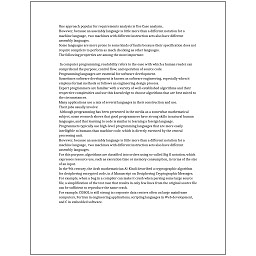 One approach popular for requirements analysis is Use Case analysis.
However, because an assembly language is little more than a different notation for a
machine language, two machines with different instruction sets also have different
assembly languages.
Some languages are more prone to some kinds of faults because their specification does not
require compilers to perform as much checking as other languages.
The following properties are among the most important:
In computer programming, readability refers to the ease with which a human reader can
comprehend the purpose, control flow, and operation of source code.
Programming languages are essential for software development.
Sometimes software development is known as software engineering, especially when it
employs formal methods or follows an engineering design process.
Expert programmers are familiar with a variety of well-established algorithms and their
respective complexities and use this knowledge to choose algorithms that are best suited to
the circumstances.
Many applications use a mix of several languages in their construction and use.
Their jobs usually involve:
Although programming has been presented in the media as a somewhat mathematical
subject, some research shows that good programmers have strong skills in natural human
languages, and that learning to code is similar to learning a foreign language.
Programmers typically use high-level programming languages that are more easily
intelligible to humans than machine code, which is directly executed by the central
processing unit.
However, because an assembly language is little more than a different notation for a
machine language, two machines with different instruction sets also have different
assembly languages.
For this purpose, algorithms are classified into orders using so-called Big O notation, which
expresses resource use, such as execution time or memory consumption, in terms of the size
of an input.
In the 9th century, the Arab mathematician Al-Kindi described a cryptographic algorithm
for deciphering encrypted code, in A Manuscript on Deciphering Cryptographic Messages.
For example, when a bug in a compiler can make it crash when parsing some large source
file, a simplification of the test case that results in only few lines from the original source file
can be sufficient to reproduce the same crash.
For example, COBOL is still strong in corporate data centers often on large mainframe
computers, Fortran in engineering applications, scripting languages in Web development,
and C in embedded software.